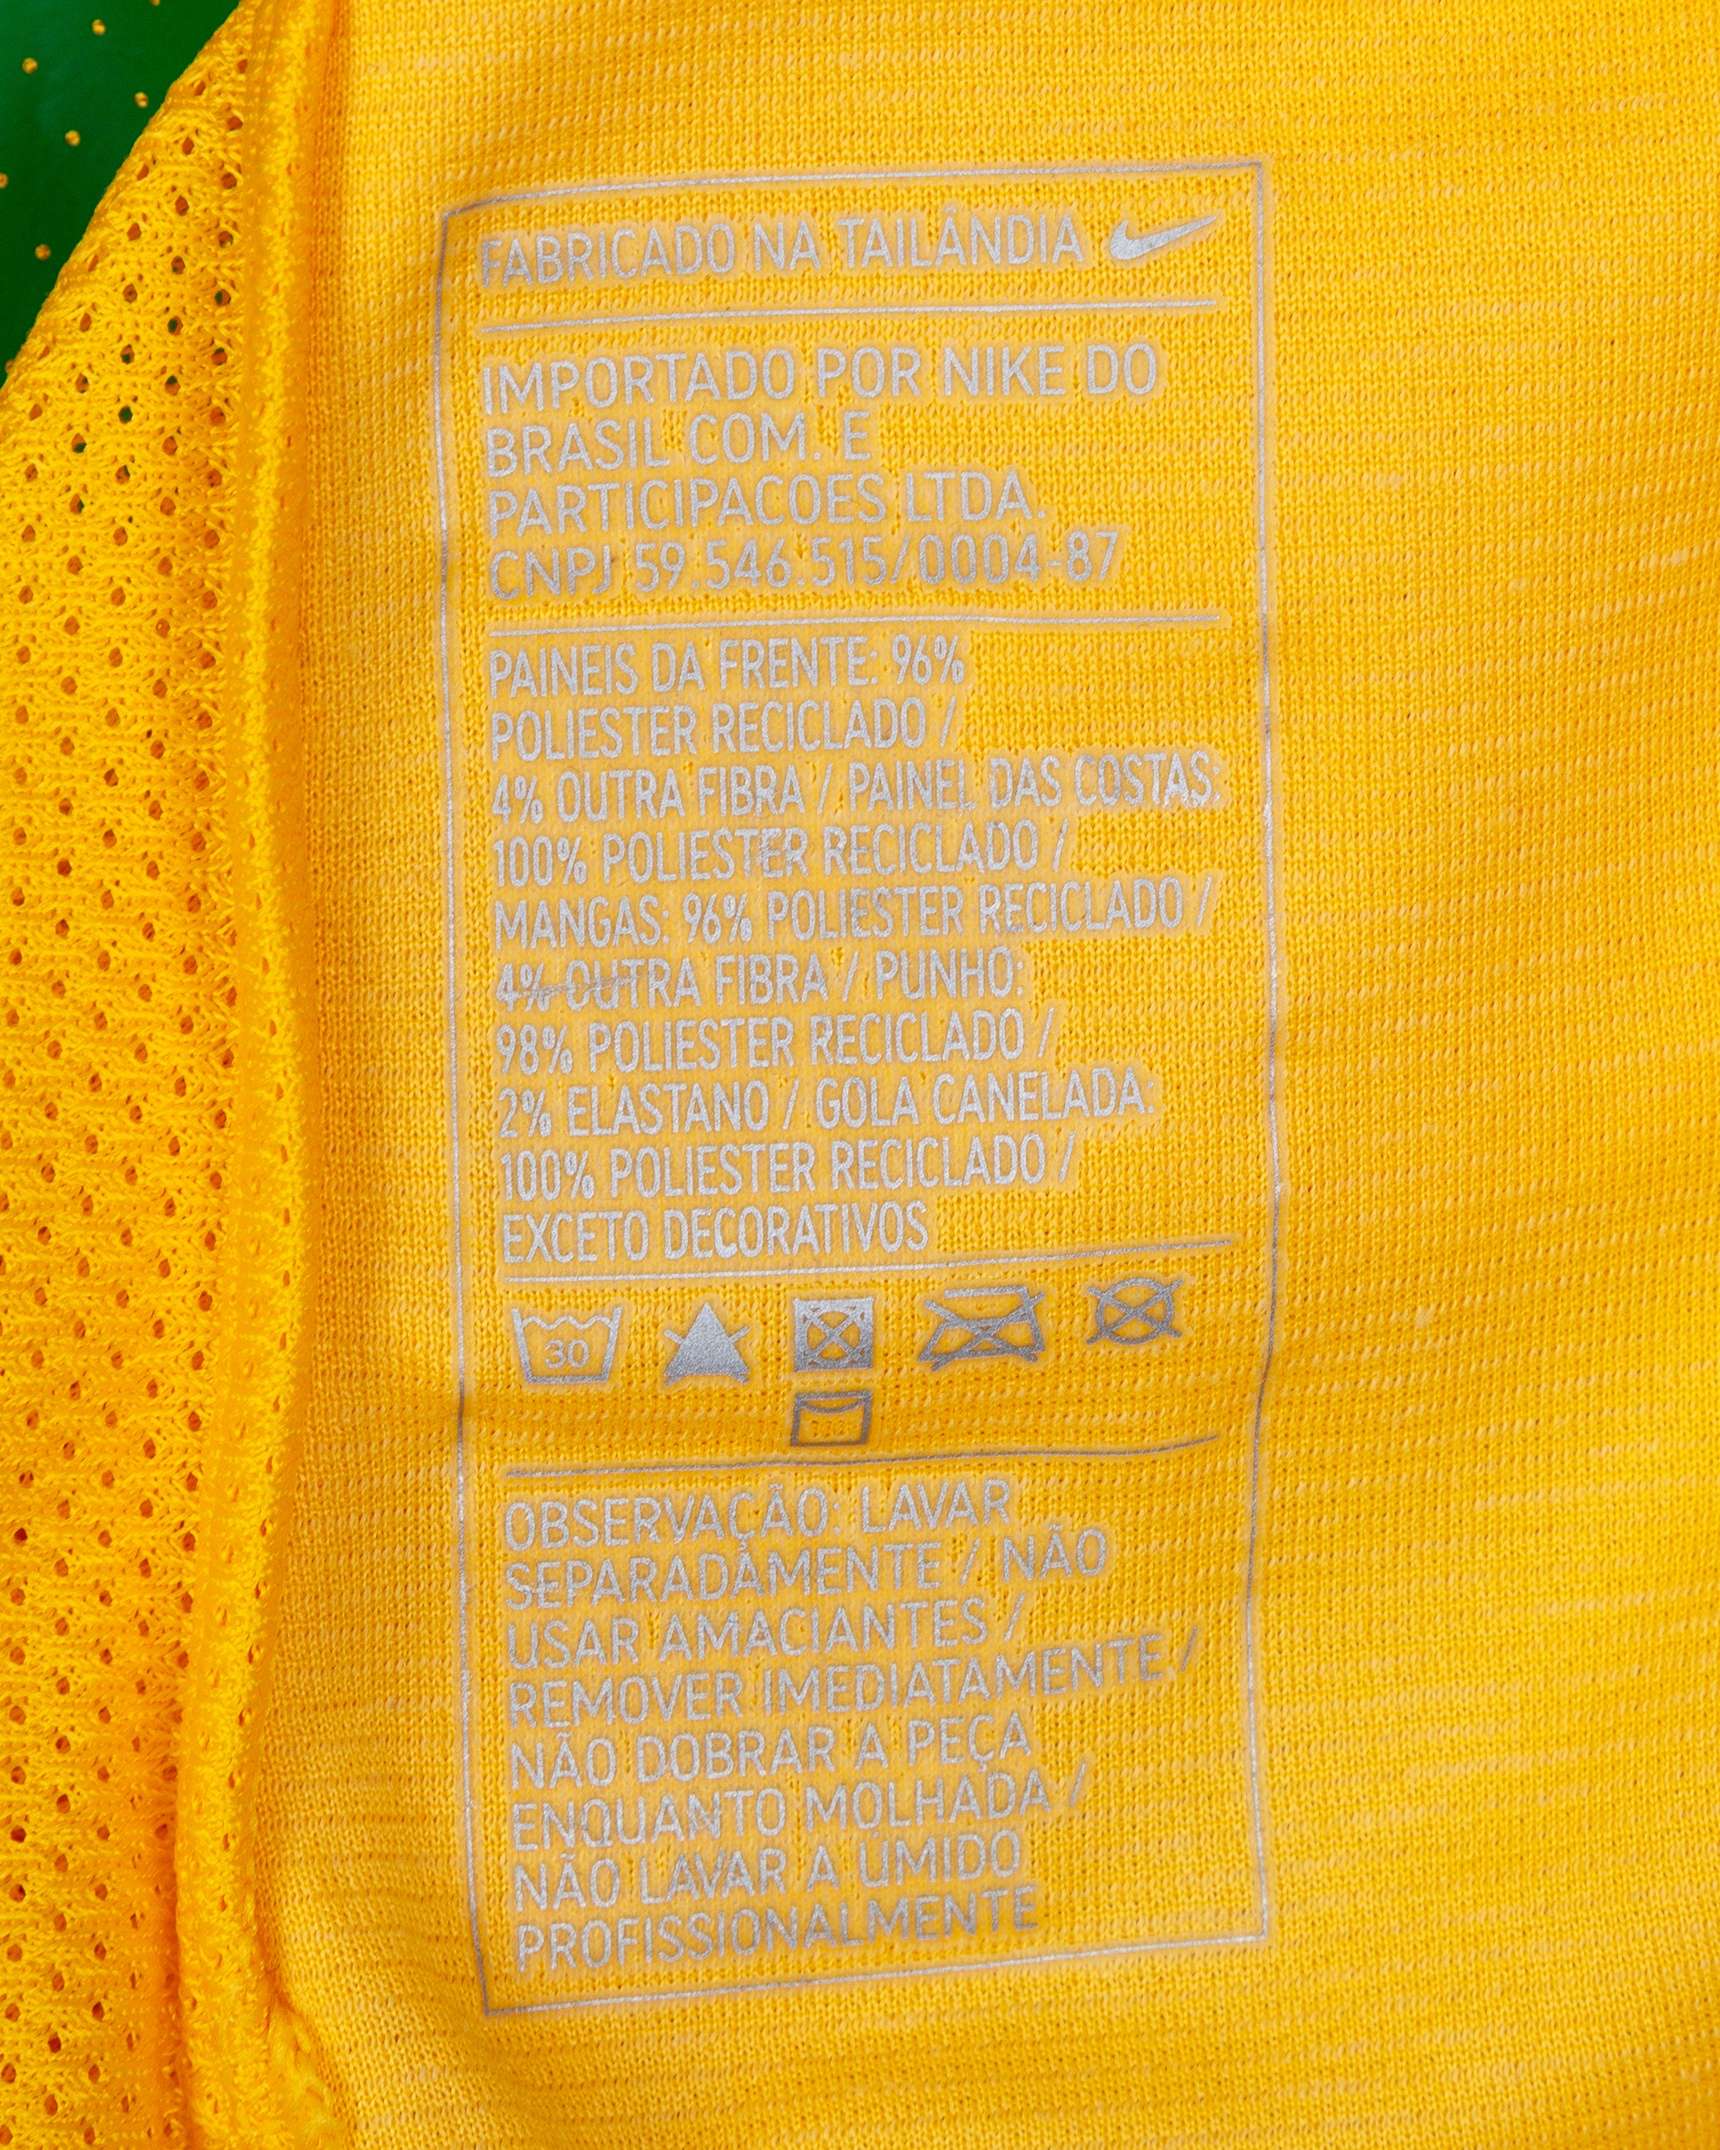 FABRICADO NA TAILÂNDIA
IMPORTADO POR NIKE DO
BRASIL COM. E
PARTICIPACOES LTDA.
CNPJ 59.546.515/0004-87
PAINEIS DA FRENTE: 96%
POLIESTER RECICLADO /
4% OUTRA FIBRA / PAINEL DAS COSTAS:
100% POLIESTER RECICLADO /
MANGAS: 96% POLIESTER RECICLADO /
4% OUTRA FIBRA / PUNHO:
98% POLIESTER RECICLADO /
2% ELASTANO / GOLA CANELADA:
100% POLIESTER RECICLADO /
EXCETO DECORATIVOS
30
OBSERVAÇÃO: LAVAR
SEPARADAMENTE / NÃO
USAR AMACIANTES /
REMOVER IMEDIATAMENTE /
NÃO DOBRAR A PEÇA
ENQUANTO MOLHADA /
NÃO LAVAR A ÚMIDO
PROFISSIONALMENTE